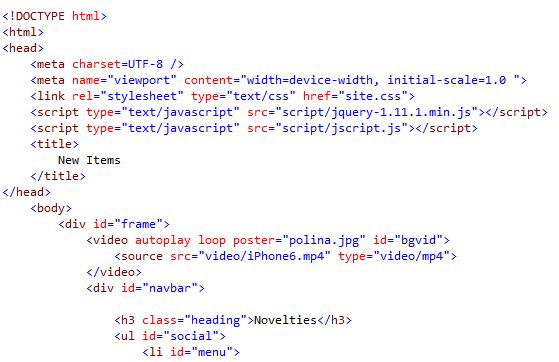 <!DOCTYPE html>
<html>
<head>
<meta charset=UTF-8 />
<meta name="viewport" content="width=device-width, initial-scale=1.0 ">
<link rel="stylesheet" type="text/css" href="site.css">
<script type="text/javascript" src="script/jquery-1.11.1.min.js"></script>
<script type="text/javascript" src="script/jscript.js"></script>
<title>
New Items
</title>
</head>
<body>
<div id="frame">
<video autoplay loop poster="polina.jpg" id="bgvid">
<source src="video/iPhone6.mp4" type="video/mp4">
</video>
<div id="navbar">
<h3 class="heading">Novelties</h3>
<ul id="social">
<li id="menu">